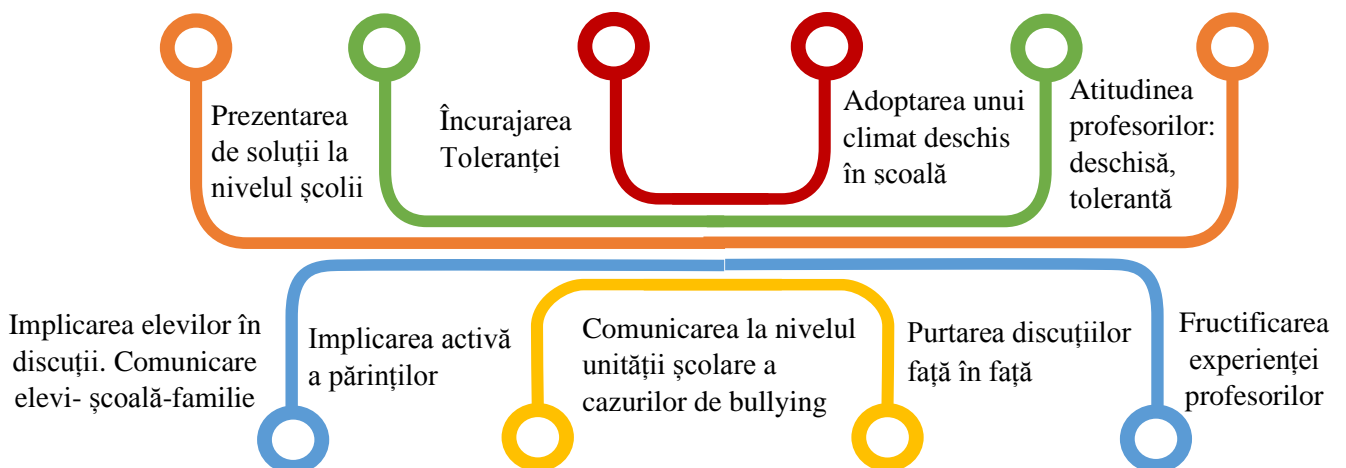 Prezentarea
de soluții la
nivelul școlii
Încurajarea
Toleranței
Adoptarea unui
climat deschis
în scoală
Atitudinea
profesorilor:
deschisă,
tolerantă
Implicarea elevilor în
discuții. Comunicare
elevi- școală-familie
Implicarea activă
a părinților
Comunicarea la nivelul
unității școlare a
cazurilor de bullying
Purtarea discuțiilor
față în față
Fructificarea
experienței
profesorilor